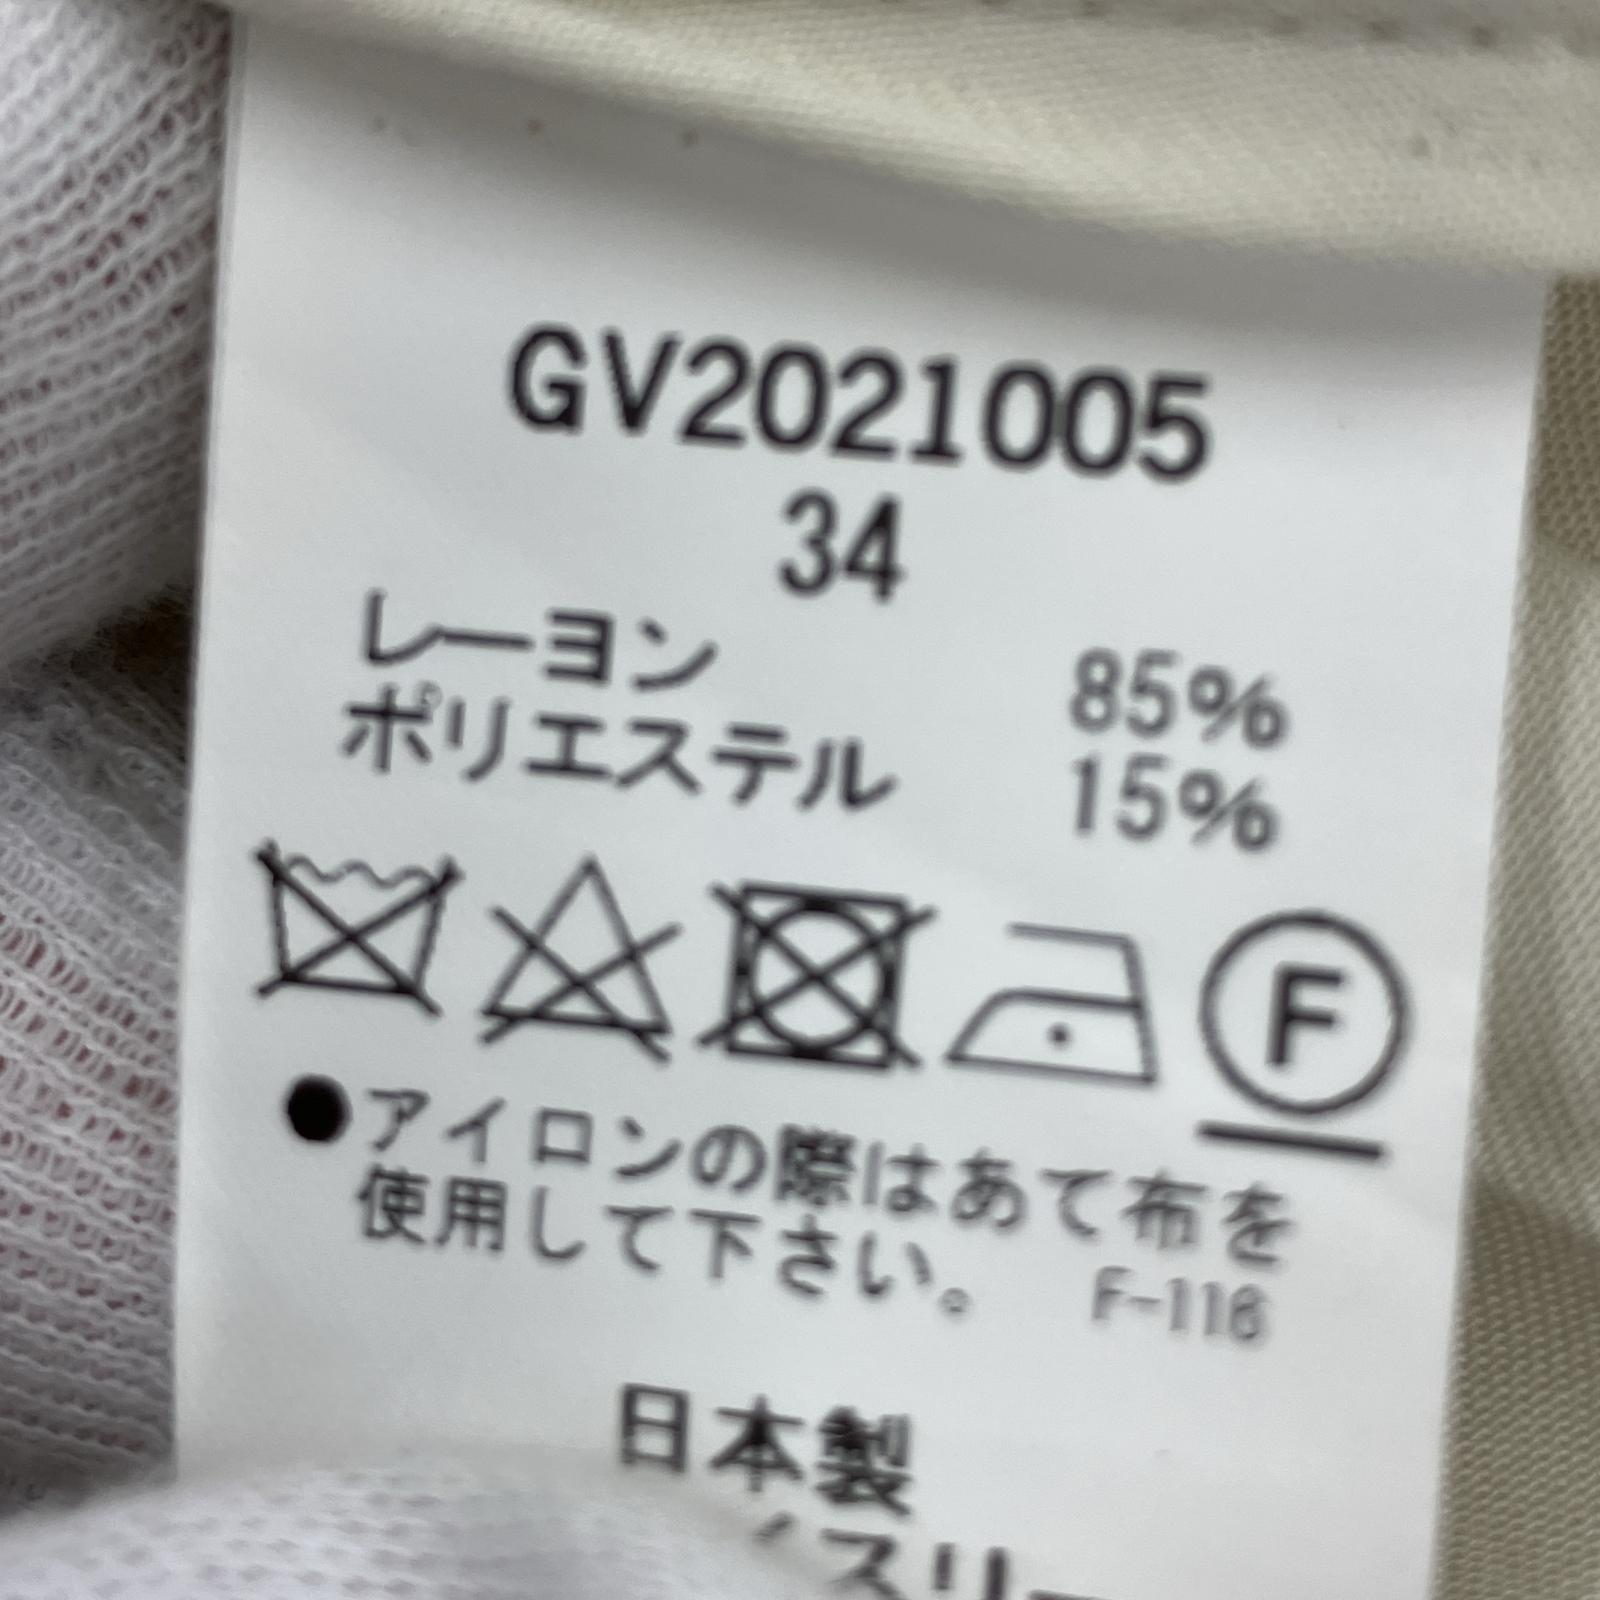 GV2021005
34
レーヨン 85%
ポリエステル 15%
F
●アイロンの際はあて布を
使用して下さい。 F-116
日本製